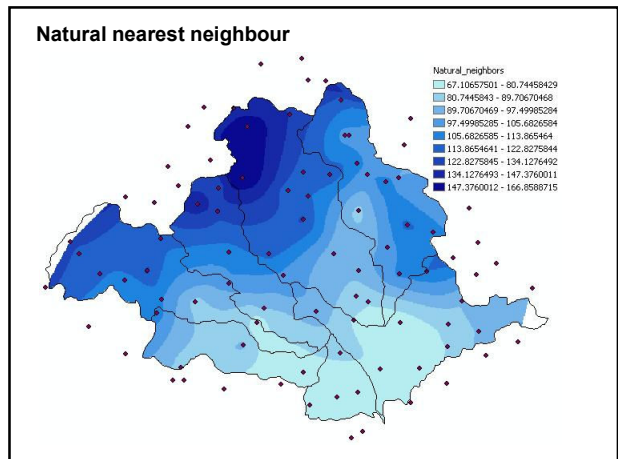 Natural nearest neighbour
Natural_neighbors
67.10657501 - 80.74458429
80.7445843 - 89.70670468
89.70670469 - 97.49985284
97.49985285 - 105.6826584
105.6826585 - 113.865464
113.8654641 - 122.8275844
122.8275845 - 134.1276492
134.1276493 - 147.3760011
147.3760012 - 166.8588715